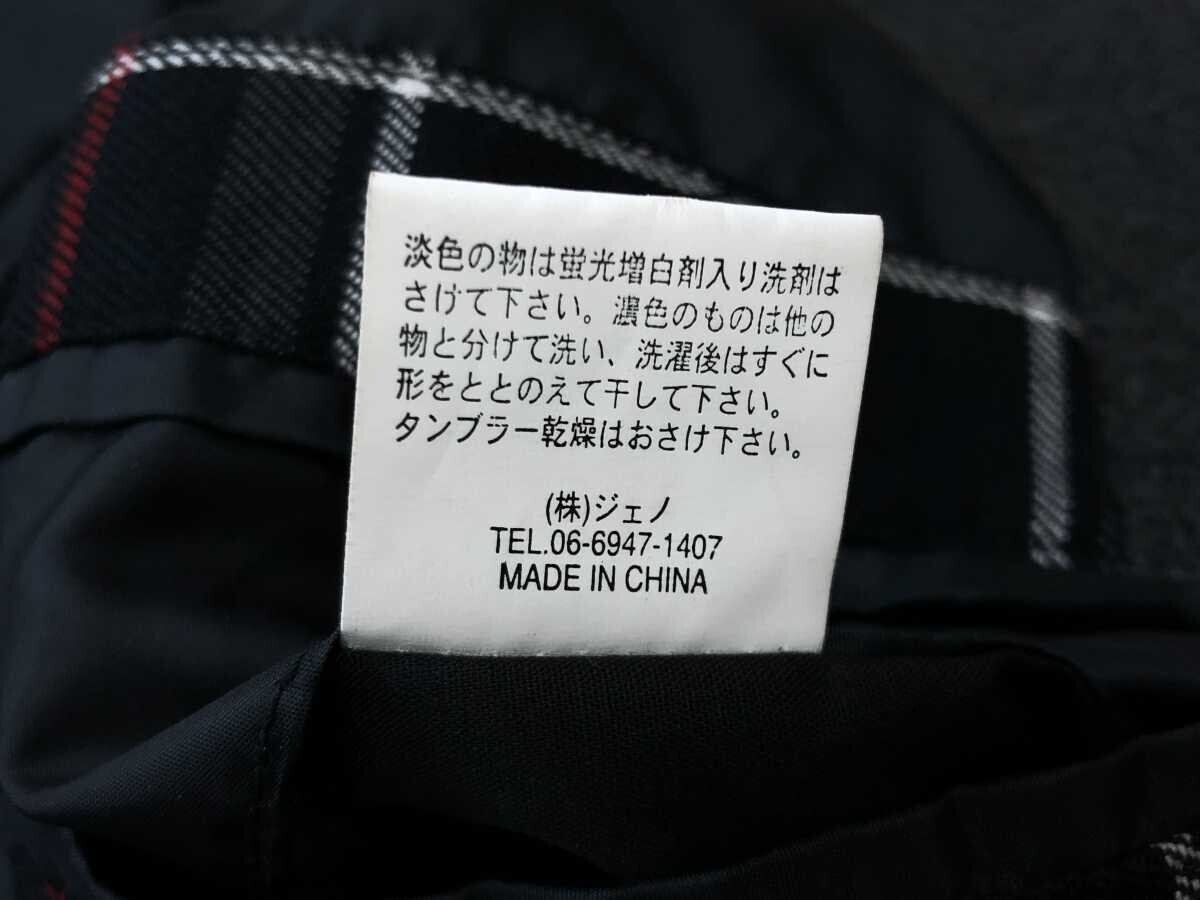 淡色の物は蛍光増白剤入り洗剤は
さけて下さい。濃色のものは他の
物と分けて洗い、洗濯後はすぐに
形をととのえて干して下さい。
タンブラー乾燥はおさけ下さい。
(株)ジェノ
TEL.06-6947-1407
MADE IN CHINA